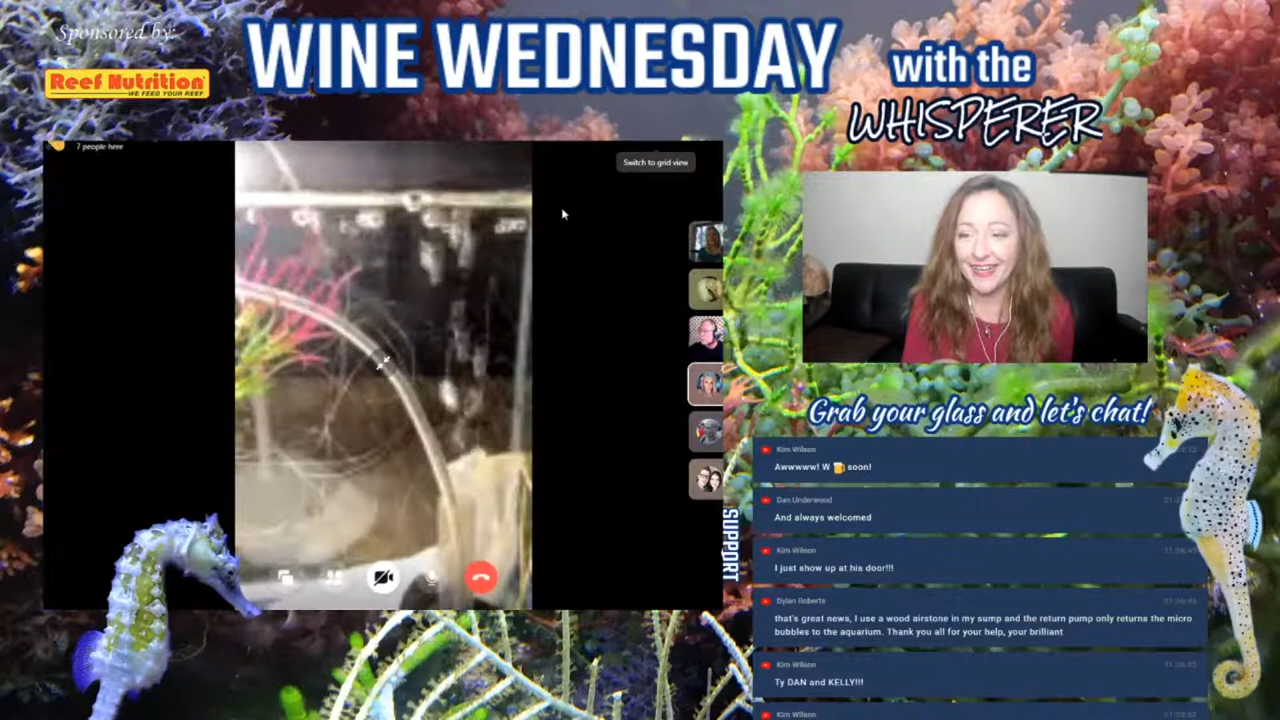 Sponsored by:
Reef Nutrition
WE FEED YOUR REEF
WINE WEDNESDAY
with the
WHISPERER
7 people here
Switch to grid view
Grab your glass and let's chat!
Kim Wilson
Awwwww! W 🍺 soon!
Dan Underwood
And always welcomed
Kim Wilson
I just show up at his door!!!
Dylan Roberts
that's great news, I use a wood airstone in my sump and the return pump only returns the micro
bubbles to the aquarium. Thank you all for your help, your brilliant
Kim Wilson
Ty DAN and KELLY!!!
Kim Wilson
SUPPORT